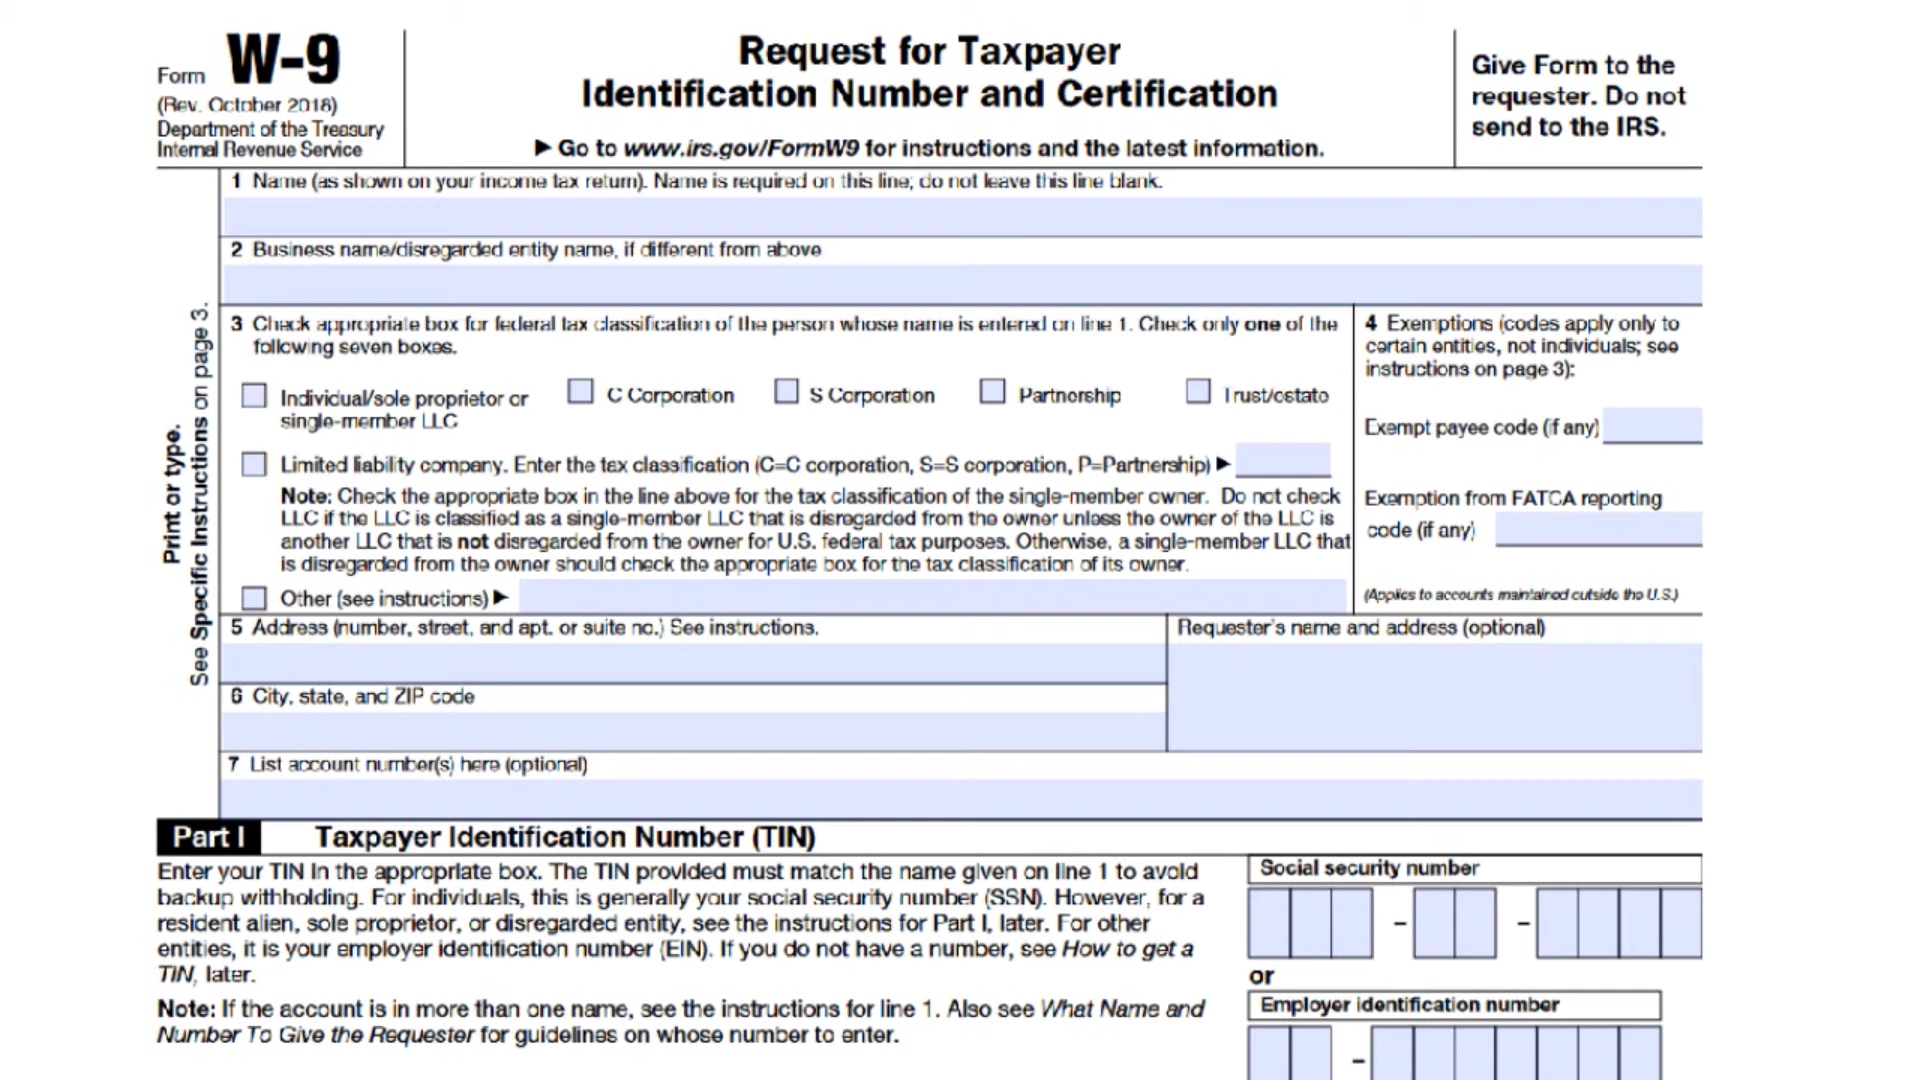 Form W-9
(Rev. October 2018)
Department of the Treasury
Internal Revenue Service
Request for Taxpayer
Identification Number and Certification
▶ Go to www.irs.gov/FormW9 for instructions and the latest information.
Give Form to the
requester. Do not
send to the IRS.
Print or type.
See Specific Instructions on page 3.
1 Name (as shown on your income tax return). Name is required on this line; do not leave this line blank.
2 Business name/disregarded entity name, if different from above
3 Check appropriate box for federal tax classification of the person whose name is entered on line 1. Check only one of the
following seven boxes.
Individual/sole proprietor or
single-member LLC
C Corporation
S Corporation
Partnership
Trust/estate
Limited liability company. Enter the tax classification (C=C corporation, S=S corporation, P=Partnership) ▶
Note: Check the appropriate box in the line above for the tax classification of the single-member owner. Do not check
LLC if the LLC is classified as a single-member LLC that is disregarded from the owner unless the owner of the LLC is
another LLC that is not disregarded from the owner for U.S. federal tax purposes. Otherwise, a single-member LLC that
is disregarded from the owner should check the appropriate box for the tax classification of its owner.
Other (see instructions) ▶
4 Exemptions (codes apply only to
certain entities, not individuals; see
instructions on page 3):
Exempt payee code (if any)
Exemption from FATCA reporting
code (if any)
(Applies to accounts maintained outside the U.S.)
5 Address (number, street, and apt. or suite no.) See instructions.
Requester's name and address (optional)
6 City, state, and ZIP code
7 List account number(s) here (optional)
Part I Taxpayer Identification Number (TIN)
Enter your TIN in the appropriate box. The TIN provided must match the name given on line 1 to avoid
backup withholding. For individuals, this is generally your social security number (SSN). However, for a
resident alien, sole proprietor, or disregarded entity, see the instructions for Part I, later. For other
entities, it is your employer identification number (EIN). If you do not have a number, see How to get a
TIN, later.
Note: If the account is in more than one name, see the instructions for line 1. Also see What Name and
Number To Give the Requester for guidelines on whose number to enter.
Social security number
– –
or
Employer identification number
–